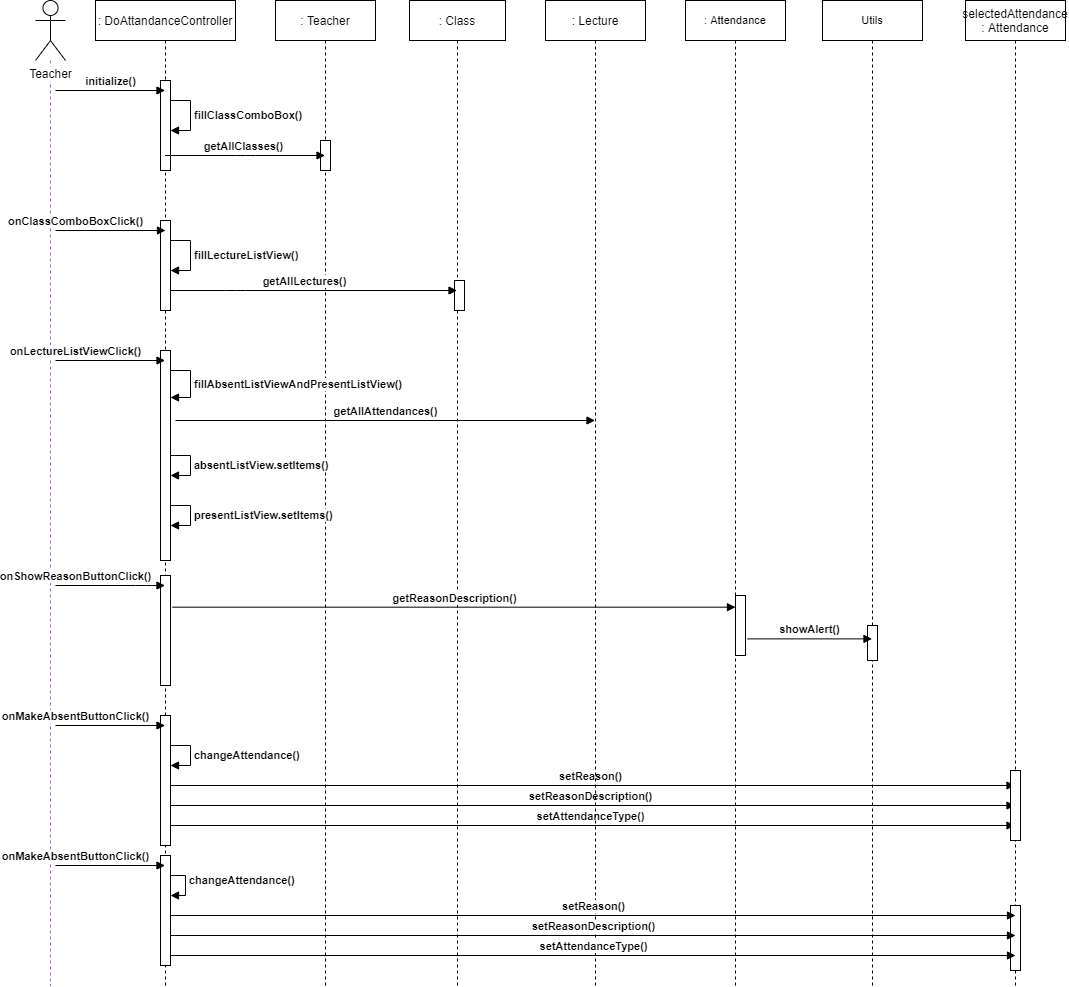 : DoAttandanceController
: Teacher
: Class
: Lecture
: Attendance
Utils
selectedAttendance
: Attendance
Teacher
initialize()
fillClassComboBox()
getAllClasses()
onClassComboBoxClick()
fillLectureListView()
getAllLectures()
onLectureListViewClick()
fillAbsentListViewAndPresentListView()
getAllAttendances()
absentListView.setItems()
presentListView.setItems()
onShowReasonButtonClick()
getReasonDescription()
showAlert()
onMakeAbsentButtonClick()
changeAttendance()
setReason()
setReasonDescription()
setAttendanceType()
onMakeAbsentButtonClick()
changeAttendance()
setReason()
setReasonDescription()
setAttendanceType()